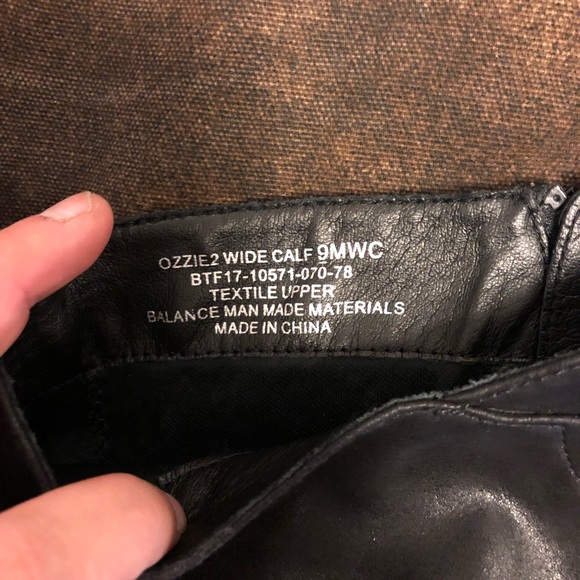 OZZIE2 WIDE CALF 9MWC
BTF17-10571-070-78
TEXTILE UPPER
BALANCE MAN MADE MATERIALS
MADE IN CHINA